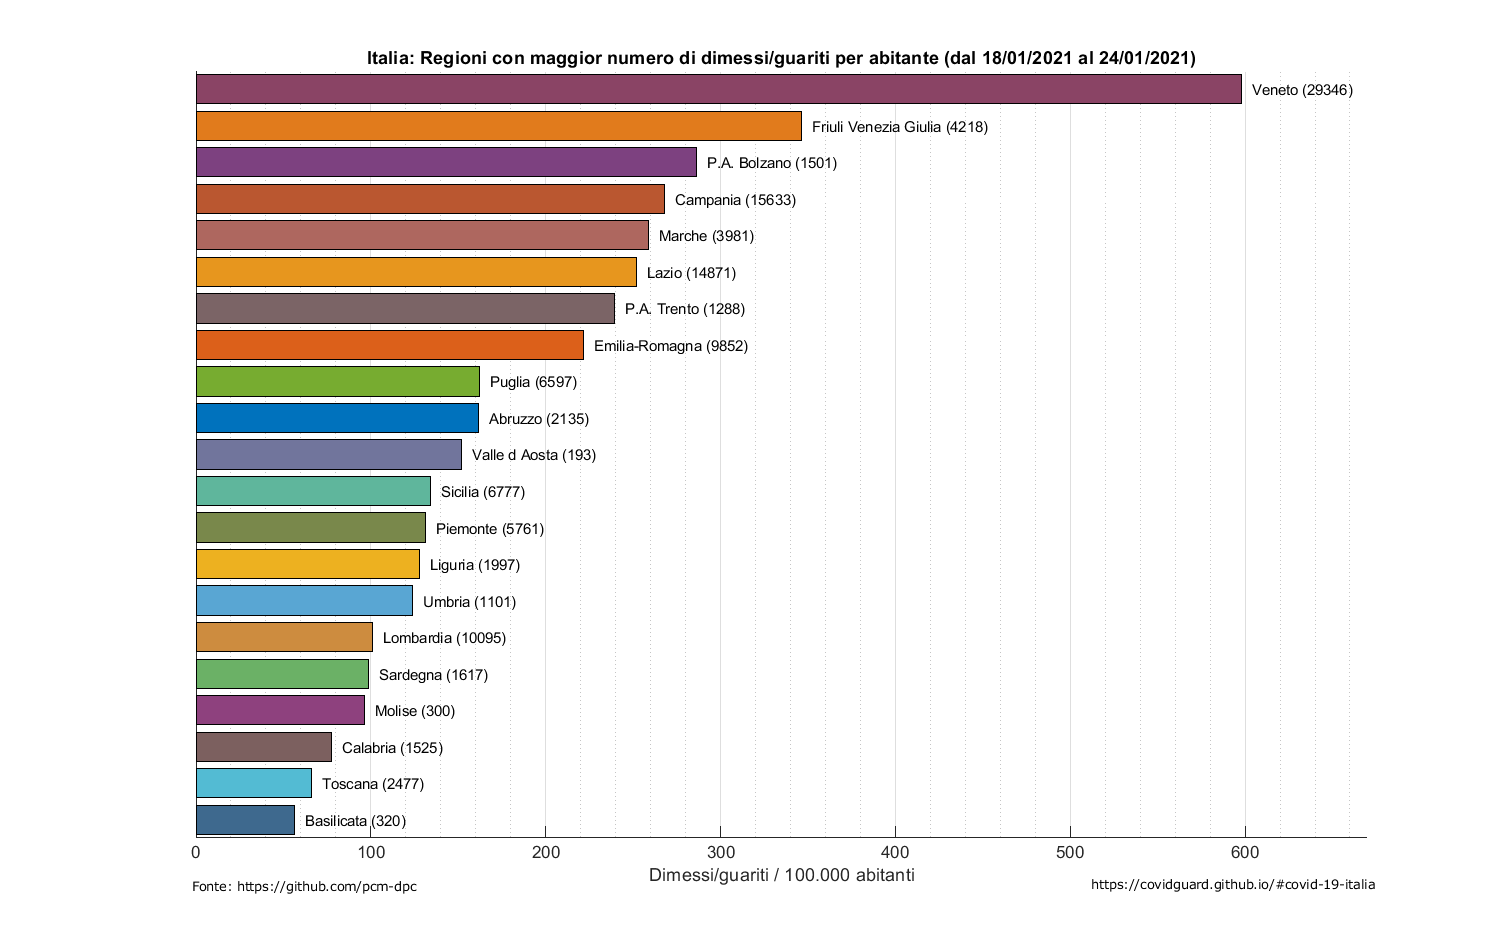 Italia: Regioni con maggior numero di dimessi/guariti per abitante (dal 18/01/2021 al 24/01/2021)
Veneto (29346)
Friuli Venezia Giulia (4218)
P.A. Bolzano (1501)
Campania (15633)
Marche (3981)
Lazio (14871)
P.A. Trento (1288)
Emilia-Romagna (9852)
Puglia (6597)
Abruzzo (2135)
Valle d Aosta (193)
Sicilia (6777)
Piemonte (5761)
Liguria (1997)
Umbria (1101)
Lombardia (10095)
Sardegna (1617)
Molise (300)
Calabria (1525)
Toscana (2477)
Basilicata (320)
0 100 200 300 400 500 600
Dimessi/guariti / 100.000 abitanti
Fonte: https://github.com/pcm-dpc
https://covidguard.github.io/#covid-19-italia